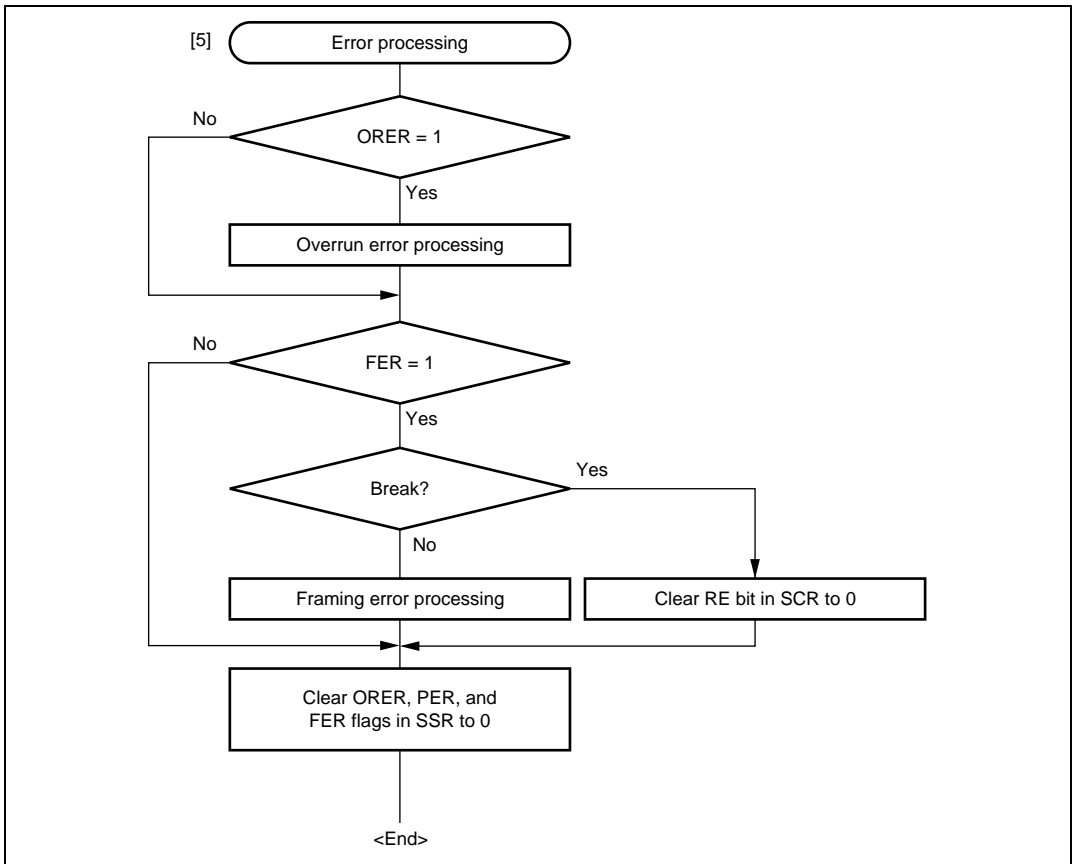 [5]
Error processing
No
ORER = 1
Yes
Overrun error processing
No
FER = 1
Yes
Break?
Yes
No
Framing error processing
Clear RE bit in SCR to 0
Clear ORER, PER, and
FER flags in SSR to 0
<End>